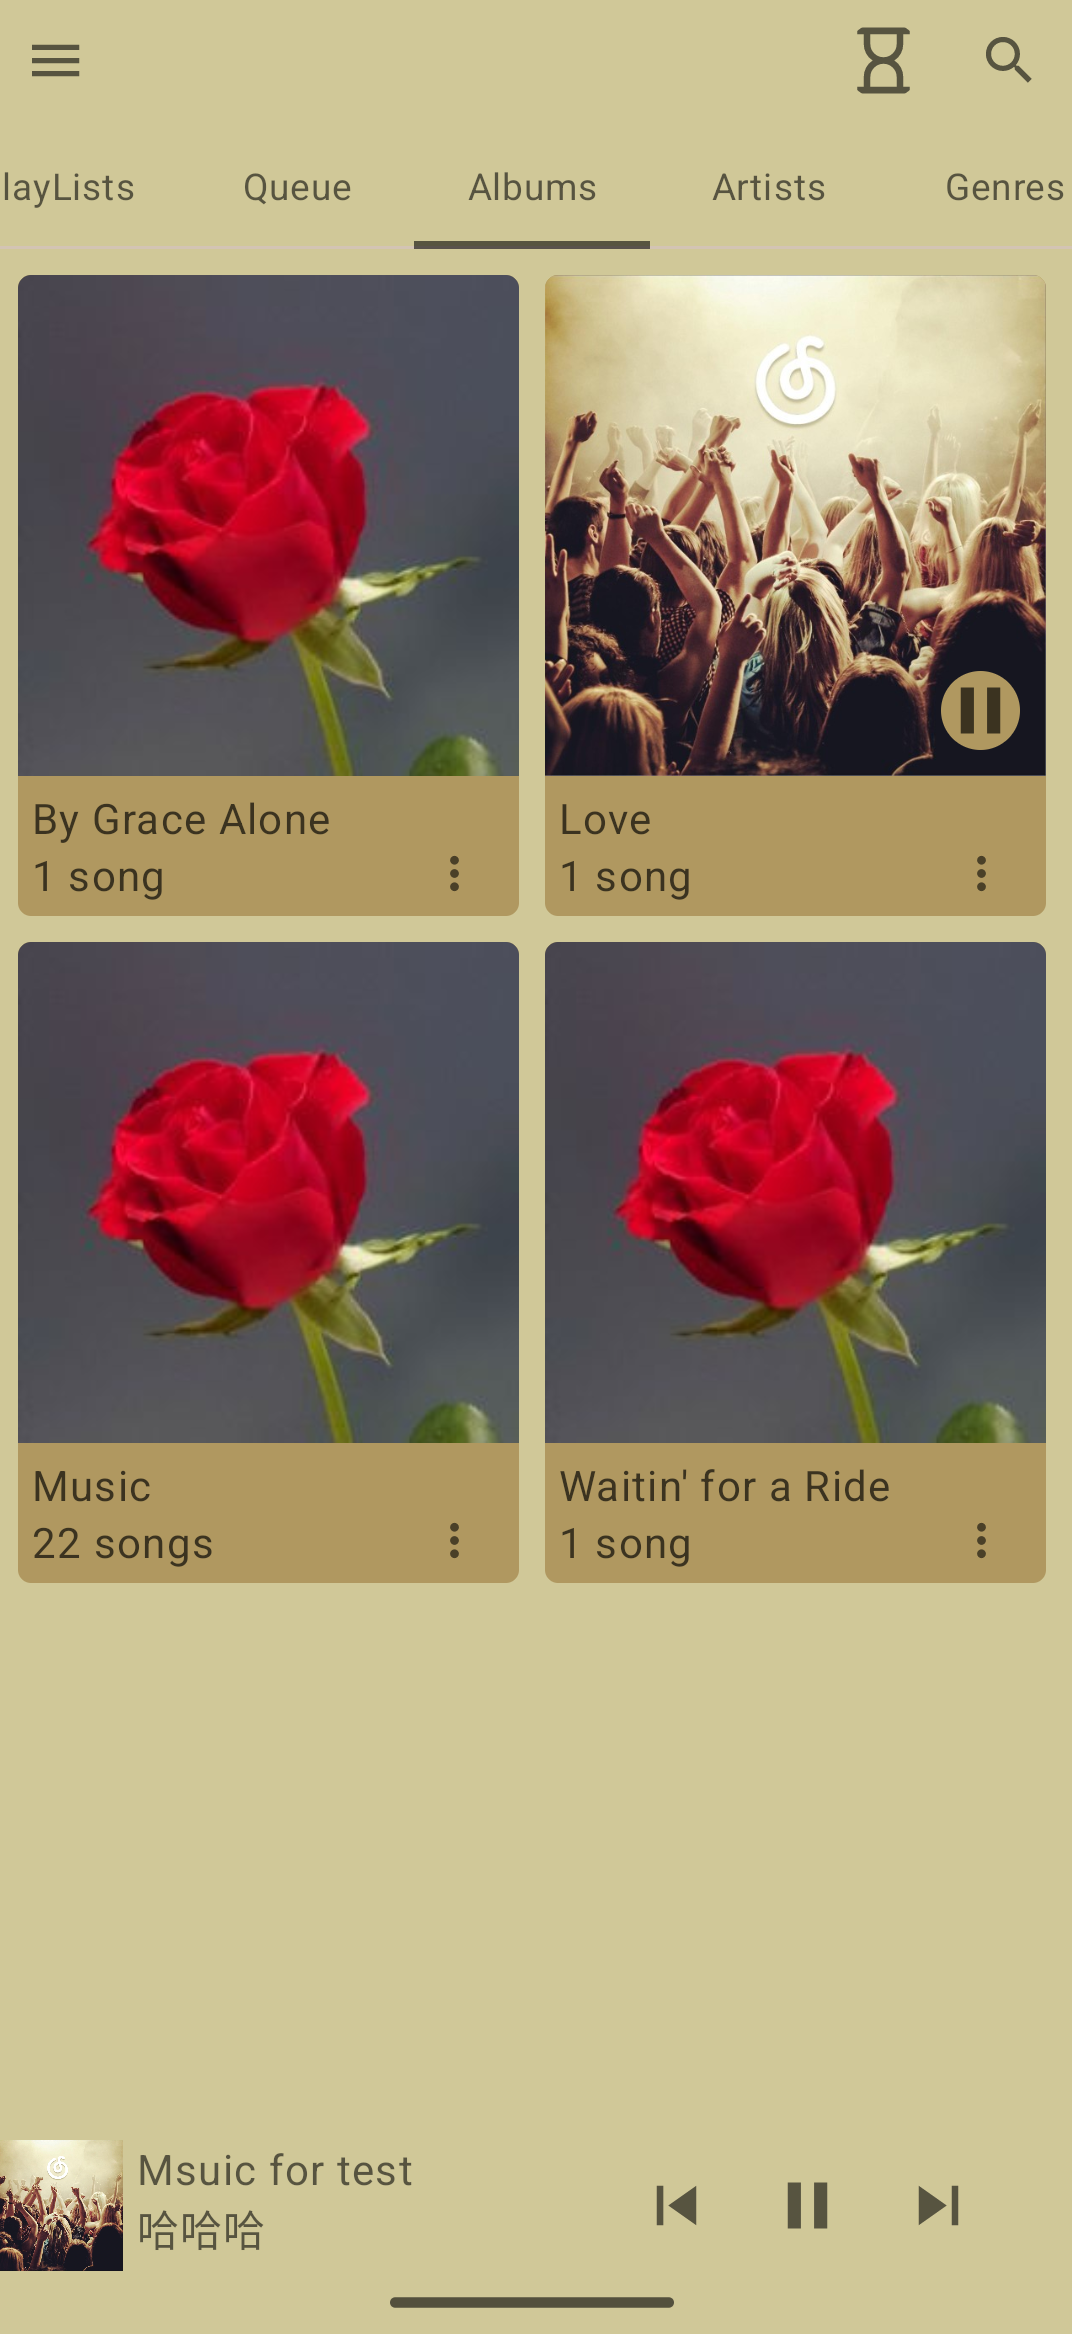 layLists
Queue
Albums
Artists
Genres
By Grace Alone
1 song
Love
1 song
Music
22 songs
Waitin' for a Ride
1 song
Msuic for test
哈哈哈